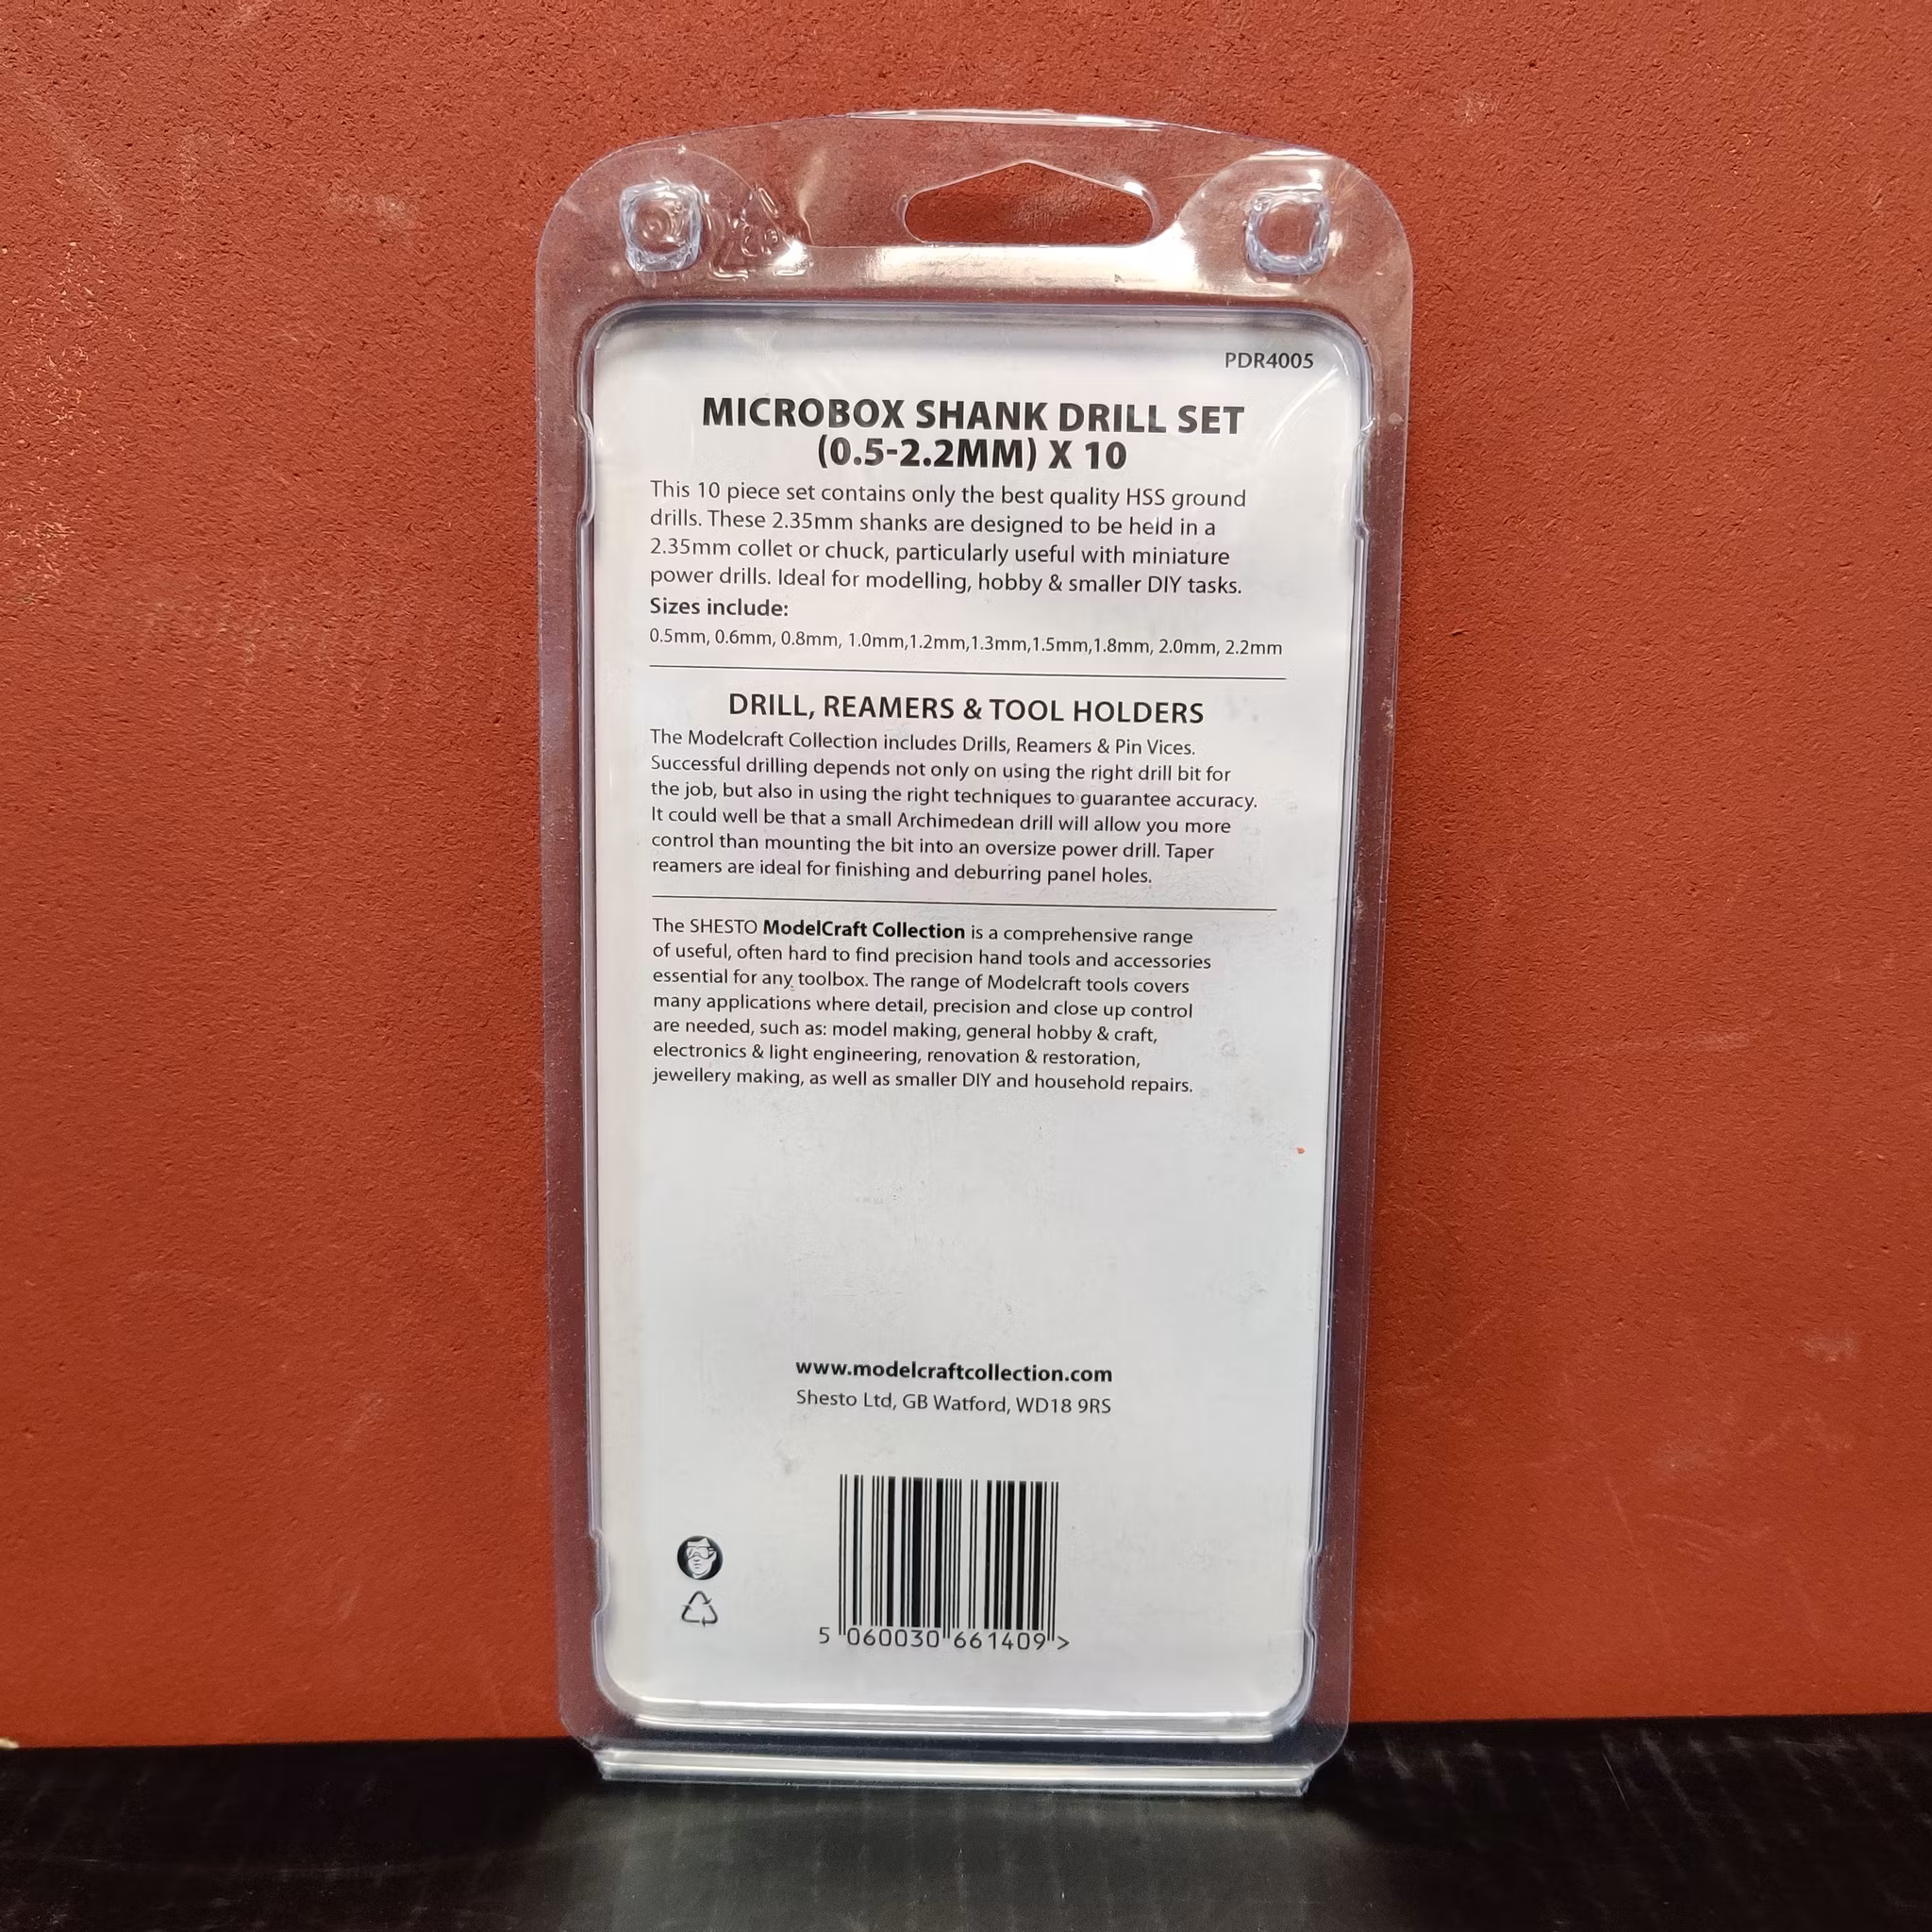 PDR4005
MICROBOX SHANK DRILL SET
(0.5-2.2MM) X 10
This 10 piece set contains only the best quality HSS ground
drills. These 2.35mm shanks are designed to be held in a
2.35mm collet or chuck, particularly useful with miniature
power drills. Ideal for modelling, hobby & smaller DIY tasks.
Sizes include:
0.5mm, 0.6mm, 0.8mm, 1.0mm,1.2mm,1.3mm,1.5mm,1.8mm, 2.0mm, 2.2mm
DRILL, REAMERS & TOOL HOLDERS
The Modelcraft Collection includes Drills, Reamers & Pin Vices.
Successful drilling depends not only on using the right drill bit for
the job, but also in using the right techniques to guarantee accuracy.
It could well be that a small Archimedean drill will allow you more
control than mounting the bit into an oversize power drill. Taper
reamers are ideal for finishing and deburring panel holes.
The SHESTO ModelCraft Collection is a comprehensive range
of useful, often hard to find precision hand tools and accessories
essential for any toolbox. The range of Modelcraft tools covers
many applications where detail, precision and close up control
are needed, such as: model making, general hobby & craft,
electronics & light engineering, renovation & restoration,
jewellery making, as well as smaller DIY and household repairs.
www.modelcraftcollection.com
Shesto Ltd, GB Watford, WD18 9RS
5 060030 661409 >